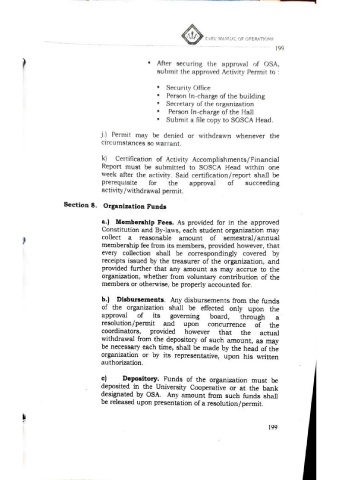 EVSU MANUAL OF OPERATIONS
199
• After securing the approval of OSA,
submit the approved Activity Permit to :
* Security Office
* Person In-charge of the building
* Secretary of the organization
* Person In-charge of the Hall
* Submit a file copy to SOSCA Head.
j.) Permit may be denied or withdrawn whenever the
circumstances so warrant.
k) Certification of Activity Accomplishments/Financial
Report must be submitted to SOSCA Head within one
week after the activity. Said certification/report shall be
prerequisite for the approval of succeeding
activity/withdrawal permit.
Section 8. Organization Funds
a.) Membership Fees. As provided for in the approved
Constitution and By-laws, each student organization may
collect a reasonable amount of semestral/annual
membership fee from its members, provided however, that
every collection shall be correspondingly covered by
receipts issued by the treasurer of the organization, and
provided further that any amount as may accrue to the
organization, whether from voluntary contribution of the
members or otherwise, be properly accounted for.
b.) Disbursements. Any disbursements from the funds
of the organization shall be effected only upon the
approval of its governing board, through a
resolution/permit and upon concurrence of the
coordinators, provided however that the actual
withdrawal from the depository of such amount, as may
be necessary each time, shall be made by the head of the
organization or by its representative, upon his written
authorization.
c) Depository. Funds of the organization must be
deposited in the University Cooperative or at the bank
designated by OSA. Any amount from such funds shall
be released upon presentation of a resolution/permit.
199